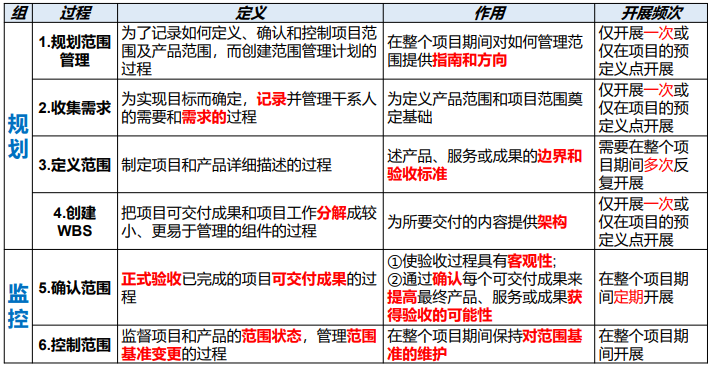 组 过程 定义 作用 开展频次
规划
1.规划范围
管理
为了记录如何定义、确认和控制项目范
围及产品范围，而创建范围管理计划的
过程
在整个项目期间对如何管理范
围提供指南和方向
仅开展一次或
仅在项目的预
定义点开展
2.收集需求
为实现目标而确定，记录并管理干系人
的需要和需求的过程
为定义产品范围和项目范围奠
定基础
仅开展一次或
仅在项目的预
定义点开展
3.定义范围
制定项目和产品详细描述的过程
述产品、服务或成果的边界和
验收标准
需要在整个项
目期间多次反
复开展
4.创建
WBS
把项目可交付成果和项目工作分解成较
小、更易于管理的组件的过程
为所要交付的内容提供架构
仅开展一次或
仅在项目的预
定义点开展
监控
5.确认范围
正式验收已完成的项目可交付成果的过
程
①使验收过程具有客观性；
②通过确认每个可交付成果来
提高最终产品、服务或成果获
得验收的可能性
在整个项目期
间定期开展
6.控制范围
监督项目和产品的范围状态，管理范围
基准变更的过程
在整个项目期间保持对范围基
准的维护
在整个项目期
间开展